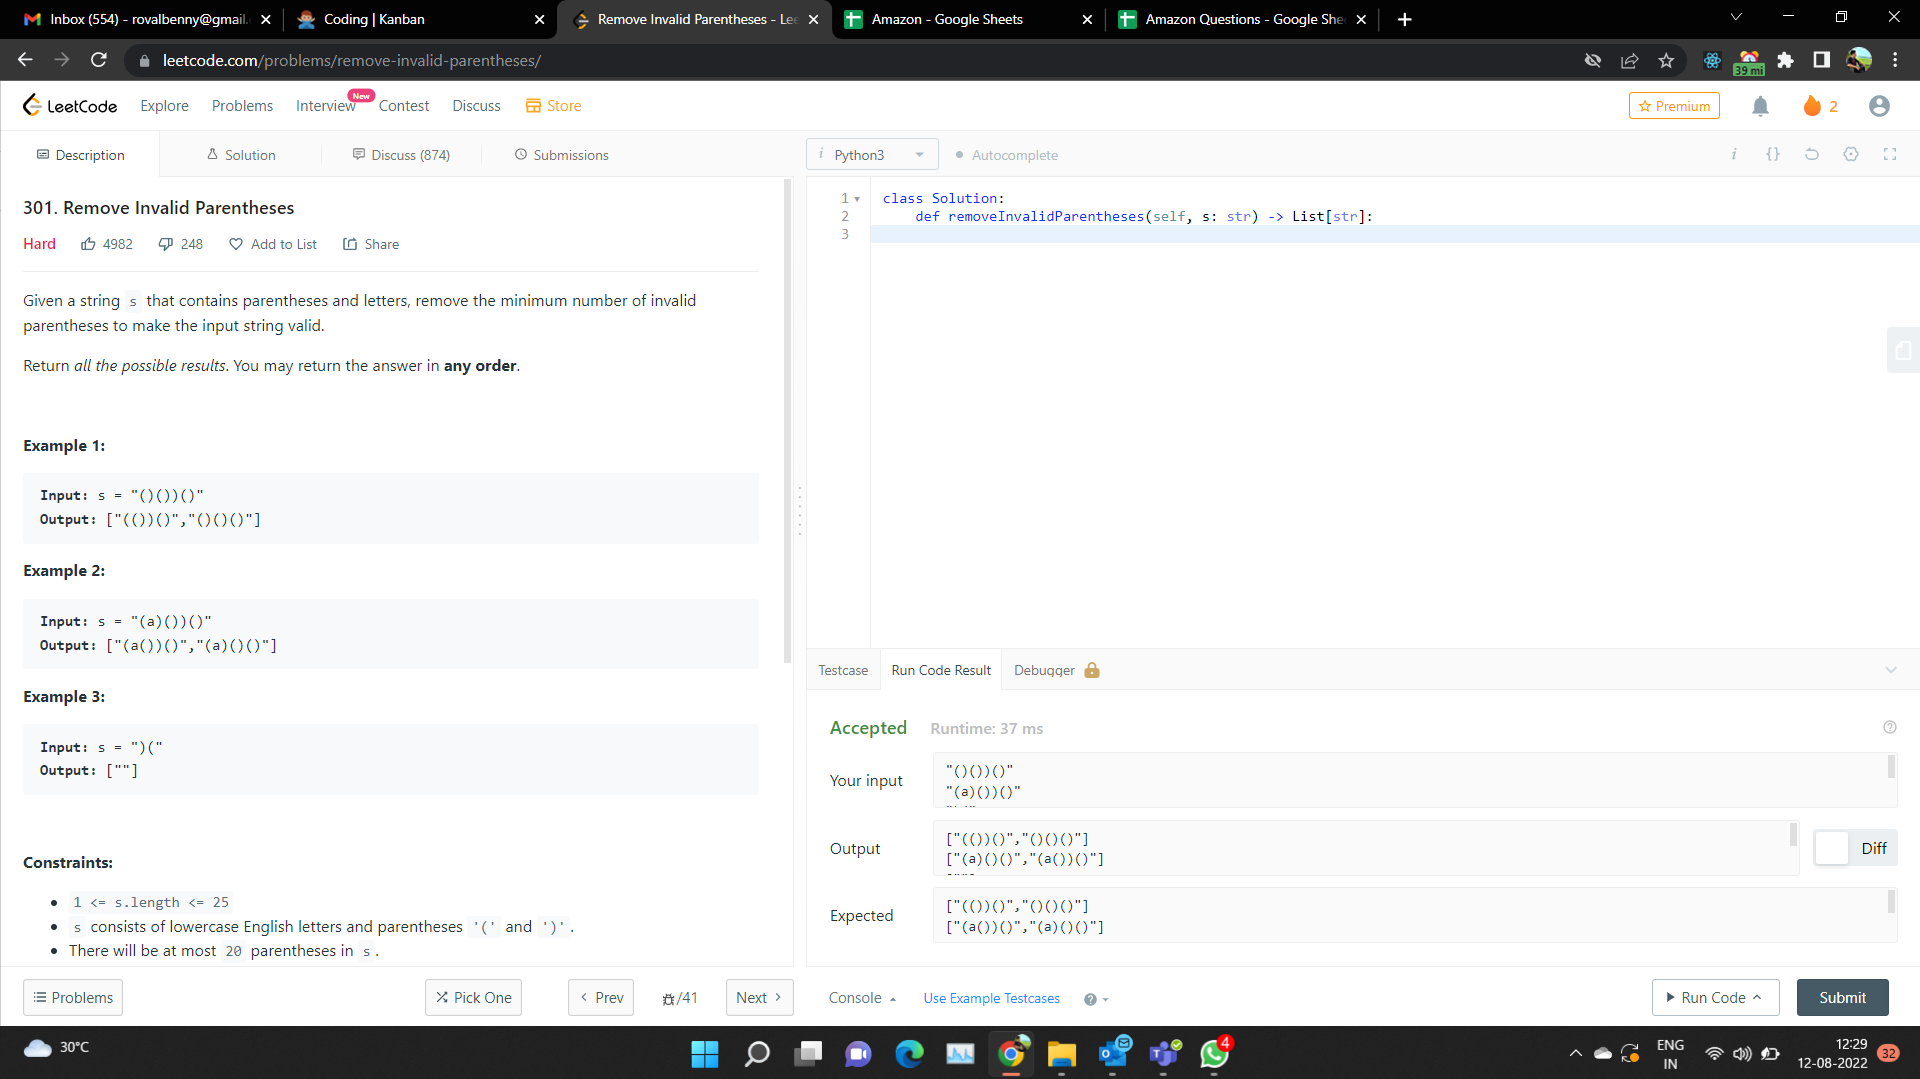 Inbox (554) - rovalbenny@gmail.
Coding | Kanban
Remove Invalid Parentheses - Lee
Amazon - Google Sheets
Amazon Questions - Google She
leetcode.com/problems/remove-invalid-parentheses/
39 mi
LeetCode
Explore
Problems
Interview
New
Contest
Discuss
Store
Premium
2
Description
Solution
Discuss (874)
Submissions
Python3
Autocomplete
301. Remove Invalid Parentheses
Hard
4982
248
Add to List
Share
Given a string s that contains parentheses and letters, remove the minimum number of invalid
parentheses to make the input string valid.
Return all the possible results. You may return the answer in any order.
Example 1:
Input: s = "()())()"
Output: ["(())()","()()()"]
Example 2:
Input: s = "(a)())()"
Output: ["(a())()","(a)()()"]
Example 3:
Input: s = ")("
Output: [""]
Constraints:
1 <= s.length <= 25
s consists of lowercase English letters and parentheses '(' and ')'.
There will be at most 20 parentheses in s.
1 class Solution:
2 def removeInvalidParentheses(self, s: str) -> List[str]:
3
Testcase
Run Code Result
Debugger
Accepted
Runtime: 37 ms
Your input
"()())()"
"(a)())()"
Output
["(())()","()()()"]
["(a)()()","(a())()"]
Diff
Expected
["(())()","()()()"]
["(a())()","(a)()()"]
Problems
Pick One
Prev
/41
Next
Console
Use Example Testcases
Run Code
Submit
30°C
4
ENG
IN
12:29
12-08-2022
32